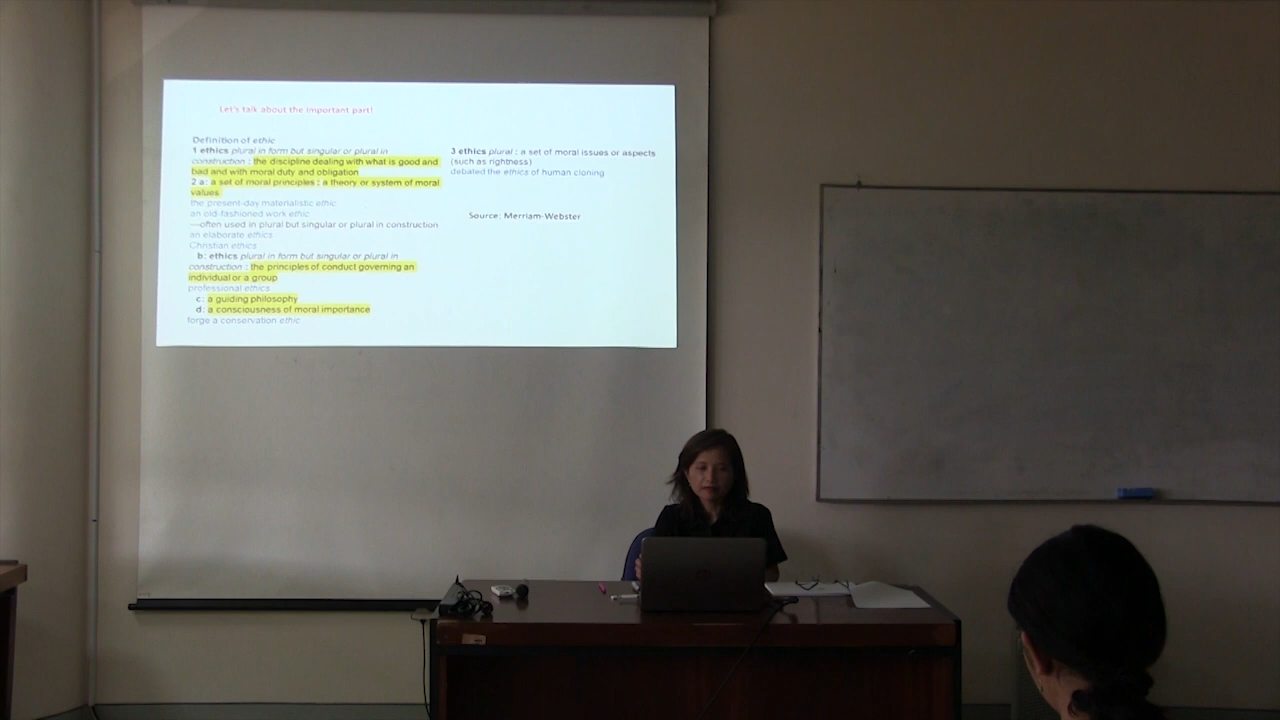 Let's talk about the important part!
Definition of ethic
1 ethics plural in form but singular or plural in
construction : the discipline dealing with what is good and
bad and with moral duty and obligation
2 a: a set of moral principles : a theory or system of moral
values
the present-day materialistic ethic
an old-fashioned work ethic
—often used in plural but singular or plural in construction
an elaborate ethics
Christian ethics
b: ethics plural in form but singular or plural in
construction : the principles of conduct governing an
individual or a group
professional ethics
c: a guiding philosophy
d: a consciousness of moral importance
forge a conservation ethic
3 ethics plural : a set of moral issues or aspects
(such as rightness)
debated the ethics of human cloning
Source: Merriam-Webster